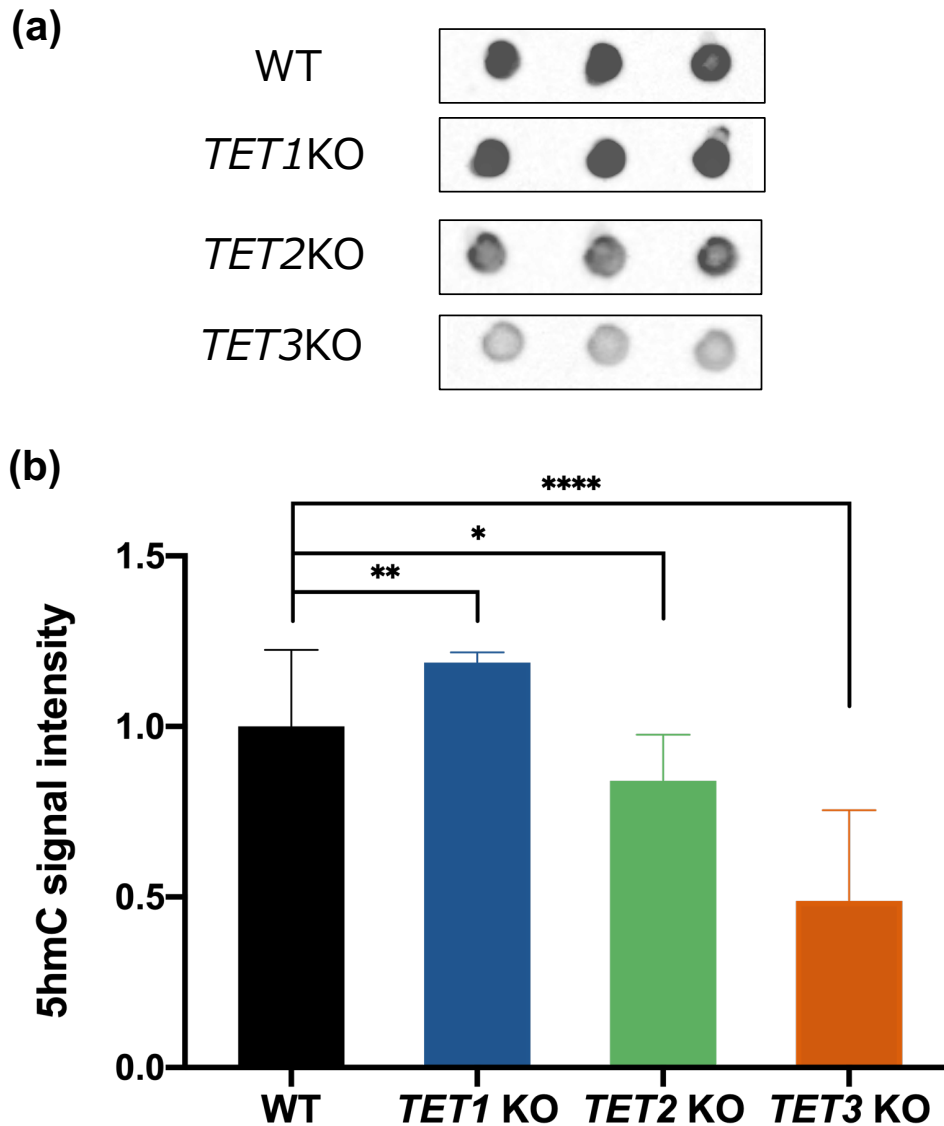 (a)
WT
TET1KO
TET2KO
TET3KO
(b)
****
*
**
1.5
1.0
0.5
0.0
5hmC signal intensity
WT TET1 KO TET2 KO TET3 KO